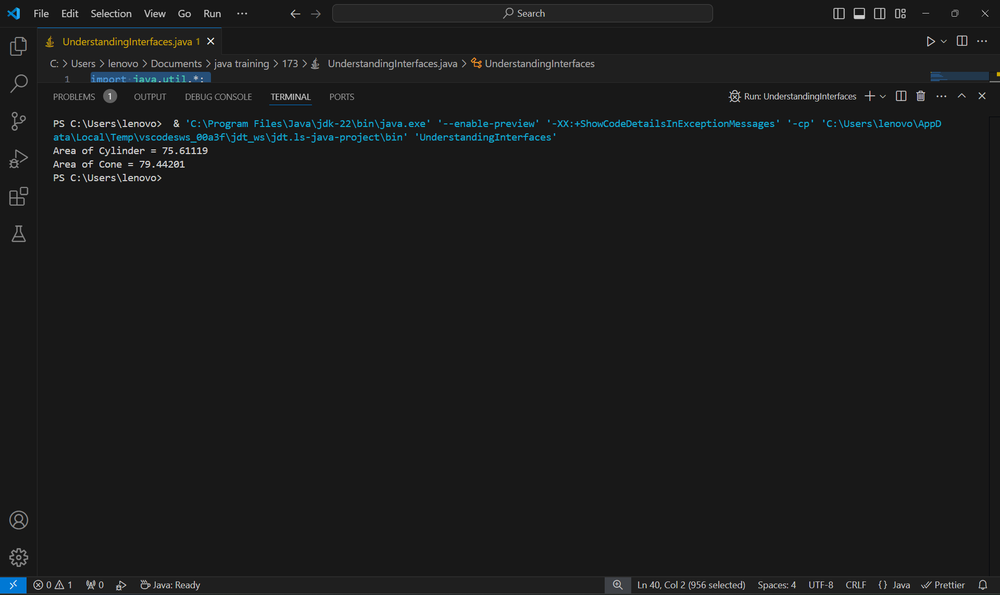 File Edit Selection View Go Run ··· Search
UnderstandingInterfaces.java 1
C: > Users > lenovo > Documents > java training > 173 > UnderstandingInterfaces.java > UnderstandingInterfaces
1 import java.util.*;
PROBLEMS 1 OUTPUT DEBUG CONSOLE TERMINAL PORTS Run: UnderstandingInterfaces
PS C:\Users\lenovo>  & 'C:\Program Files\Java\jdk-22\bin\java.exe' '--enable-preview' '-XX:+ShowCodeDetailsInExceptionMessages' '-cp' 'C:\Users\lenovo\AppD
ata\Local\Temp\vscodesws_00a3f\jdt_ws\jdt.ls-java-project\bin' 'UnderstandingInterfaces'
Area of Cylinder = 75.61119
Area of Cone = 79.44201
PS C:\Users\lenovo>
0 1 0 Java: Ready Ln 40, Col 2 (956 selected) Spaces: 4 UTF-8 CRLF {} Java Prettier